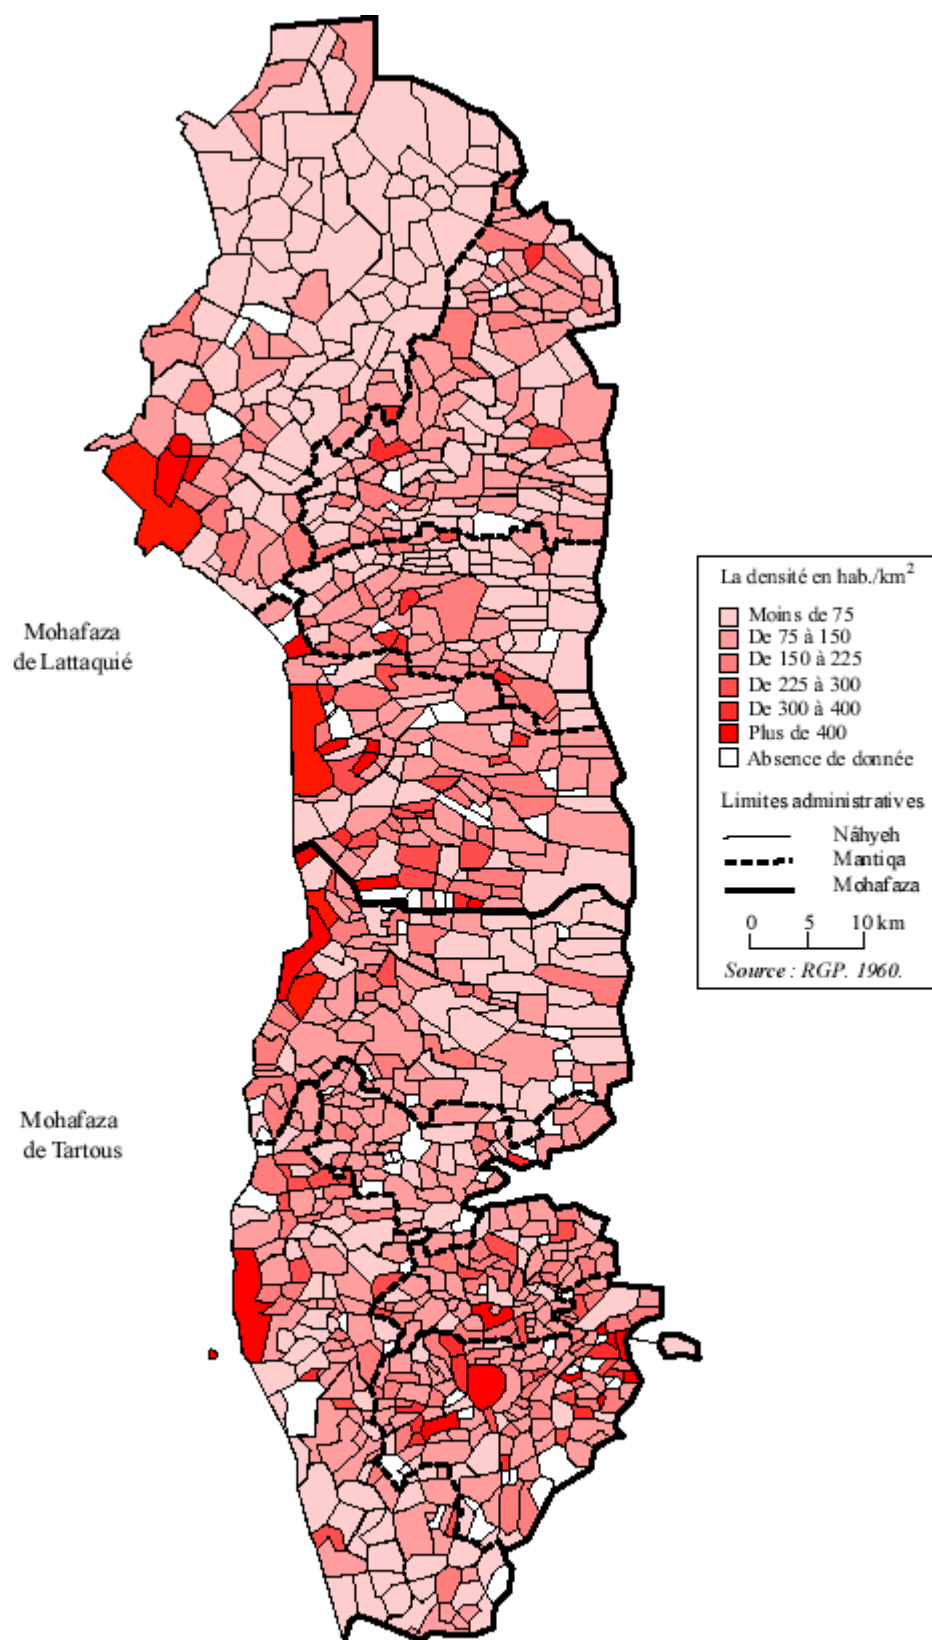 Mohafaza
de Lattaquié
Mohafaza
de Tartous
La densité en hab./km²
Moins de 75
De 75 à 150
De 150 à 225
De 225 à 300
De 300 à 400
Plus de 400
Absence de donnée
Limites administratives
Nâhyeh
Mantiqa
Mohafaza
0 5 10 km
Source : RGP. 1960.